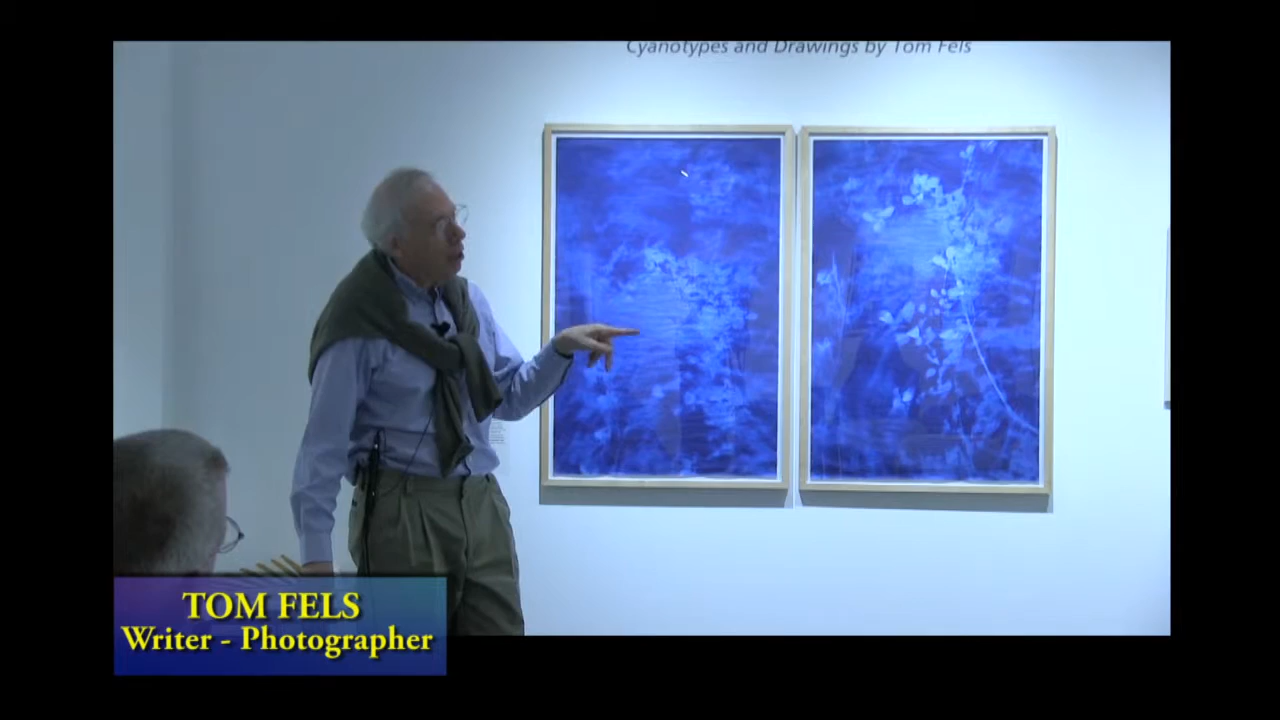 Cyanotypes and Drawings by Tom Fels
TOM FELS
Writer - Photographer